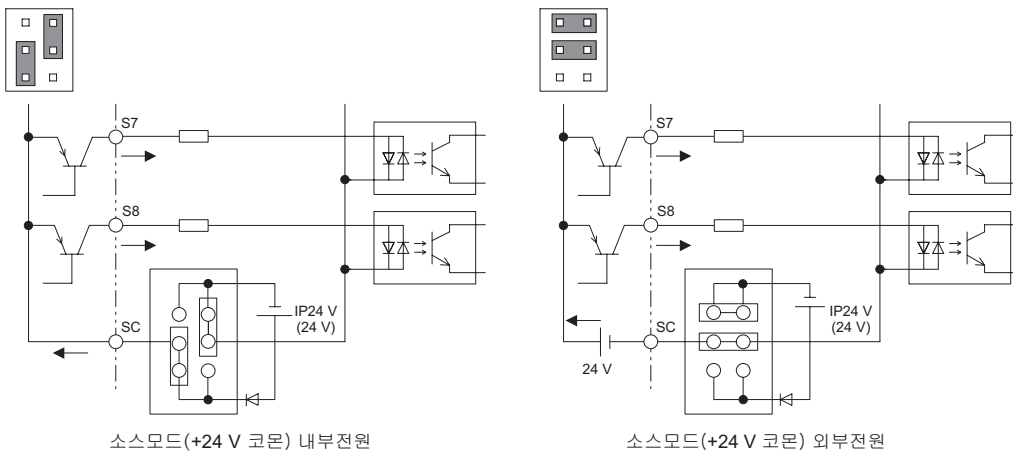 S7
S8
IP24 V
(24 V)
SC
소스모드(+24 V 코몬) 내부전원
S7
S8
IP24 V
(24 V)
SC
24 V
소스모드(+24 V 코몬) 외부전원